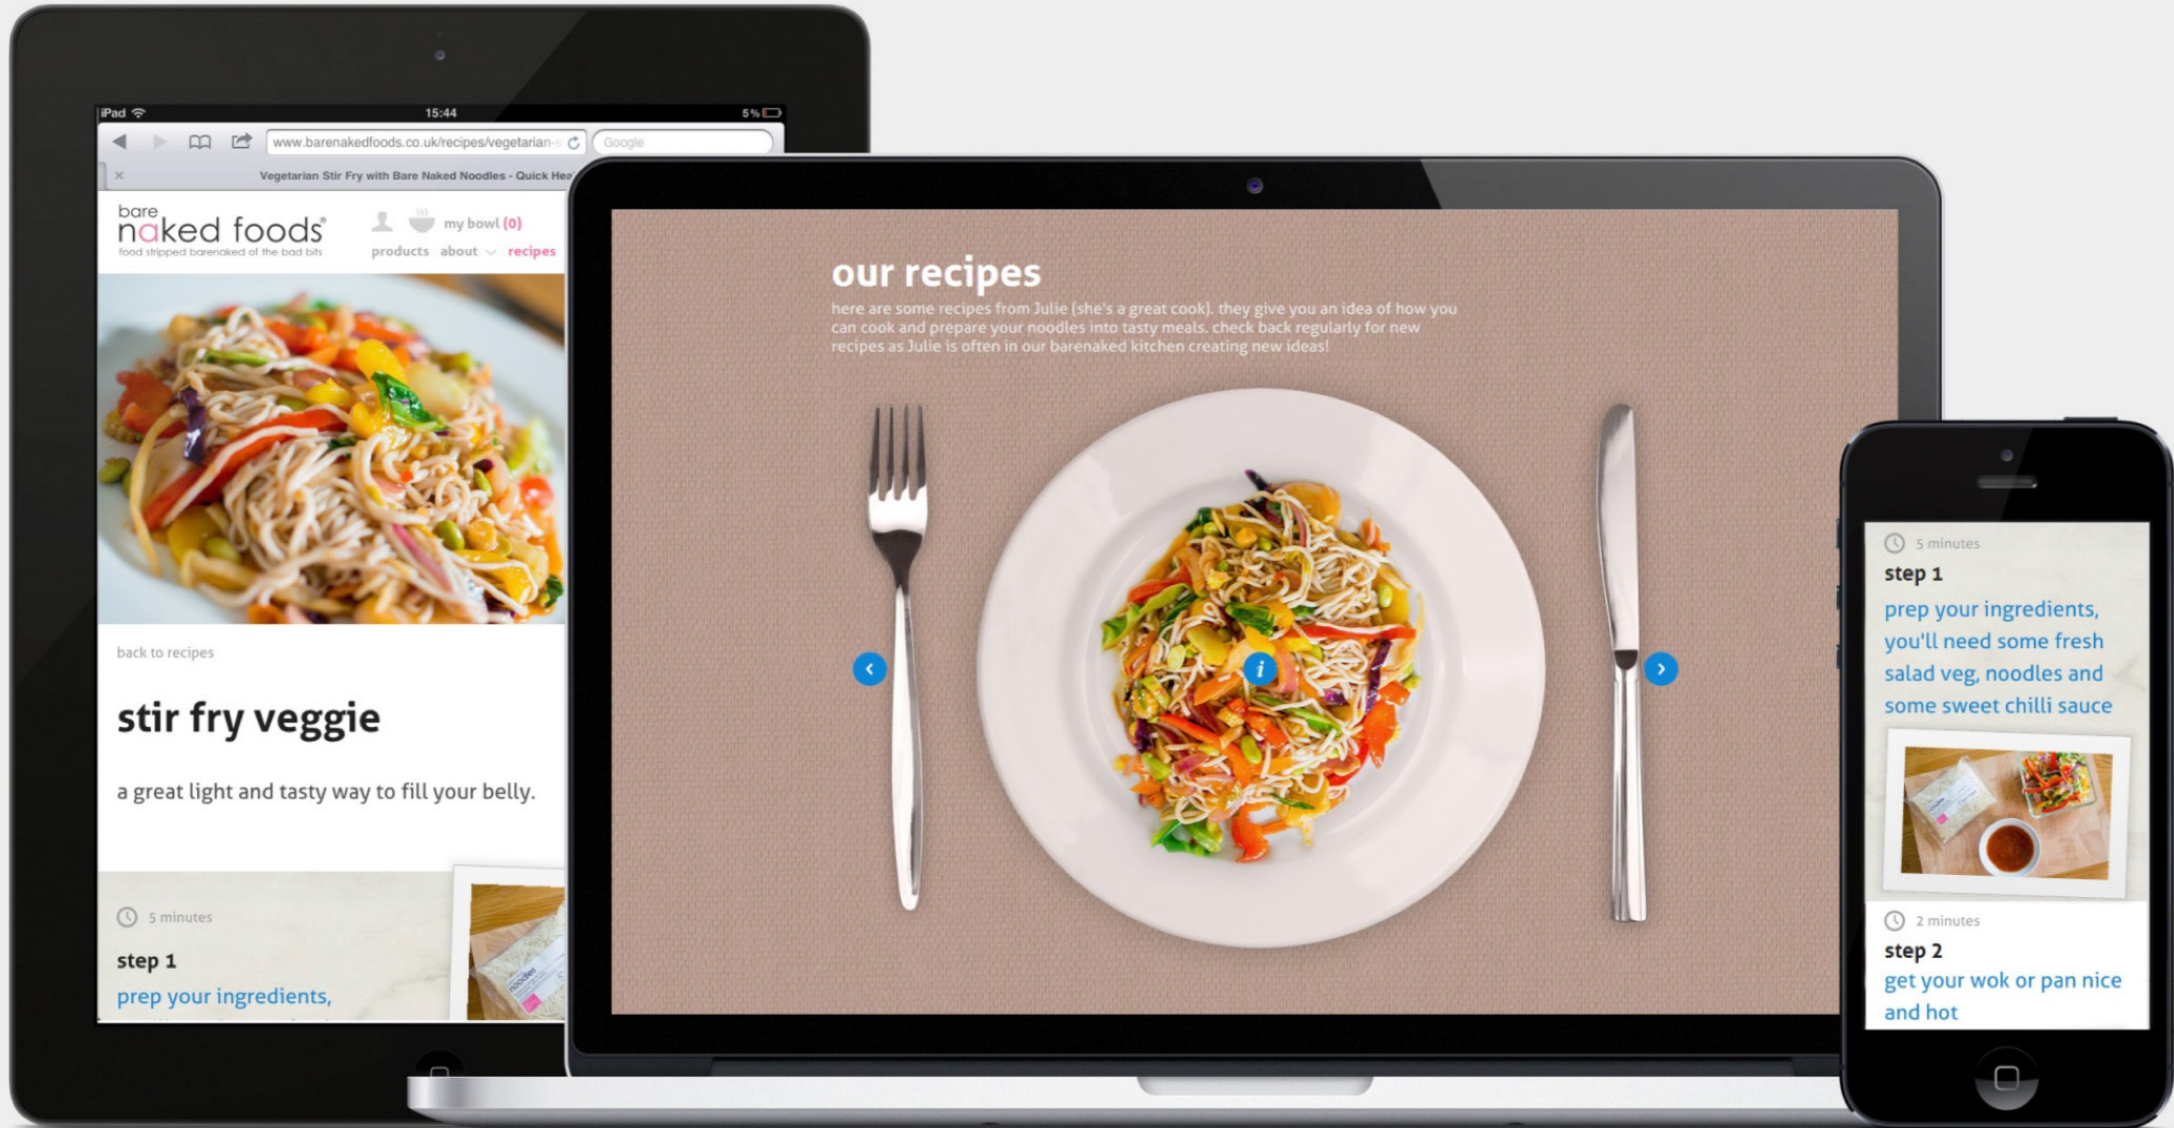 iPad
15:44
5%
www.barenakedfoods.co.uk/recipes/vegetarian-s
Google
Vegetarian Stir Fry with Bare Naked Noodles - Quick Hea
bare
naked foods®
food stripped barenaked of the bad bits
my bowl (0)
products about recipes
back to recipes
stir fry veggie
a great light and tasty way to fill your belly.
5 minutes
step 1
prep your ingredients,
noodles
our recipes
here are some recipes from Julie (she's a great cook). they give you an idea of how you
can cook and prepare your noodles into tasty meals. check back regularly for new
recipes as Julie is often in our barenaked kitchen creating new ideas!
i
5 minutes
step 1
prep your ingredients,
you'll need some fresh
salad veg, noodles and
some sweet chilli sauce
2 minutes
step 2
get your wok or pan nice
and hot